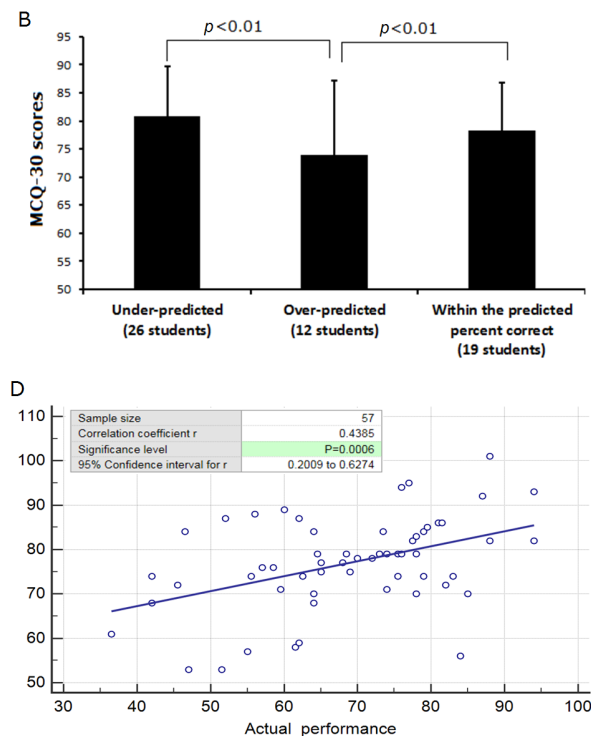 B
p<0.01
p<0.01
95
90
85
80
75
70
65
60
55
50
MCQ-30 scores
Under-predicted
(26 students)
Over-predicted
(12 students)
Within the predicted
percent correct
(19 students)
D
Sample size 57
Correlation coefficient r 0.4385
Significance level P=0.0006
95% Confidence interval for r 0.2009 to 0.6274
110
100
90
80
70
60
50
30 40 50 60 70 80 90 100
Actual performance